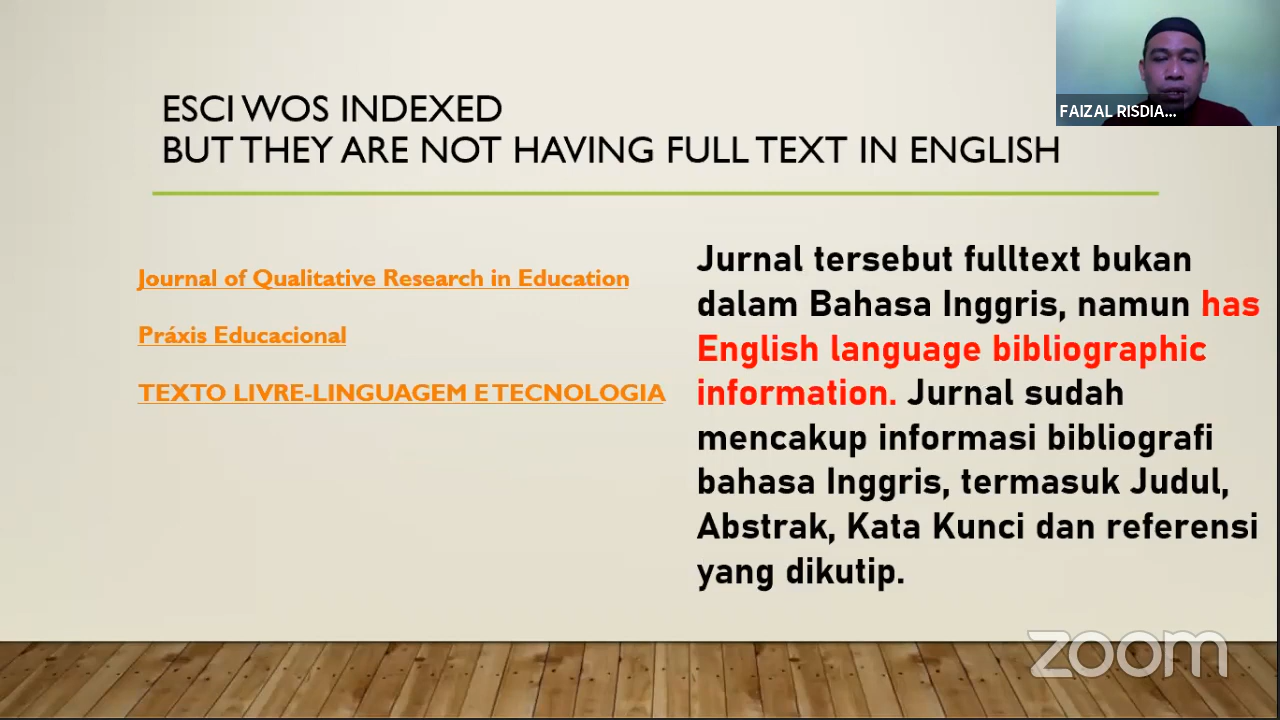 ESCI WOS INDEXED
BUT THEY ARE NOT HAVING FULL TEXT IN ENGLISH
FAIZAL RISDIA...
Journal of Qualitative Research in Education
Práxis Educacional
TEXTO LIVRE-LINGUAGEM E TECNOLOGIA
Jurnal tersebut fulltext bukan
dalam Bahasa Inggris, namun has
English language bibliographic
information. Jurnal sudah
mencakup informasi bibliografi
bahasa Inggris, termasuk Judul,
Abstrak, Kata Kunci dan referensi
yang dikutip.
zoom